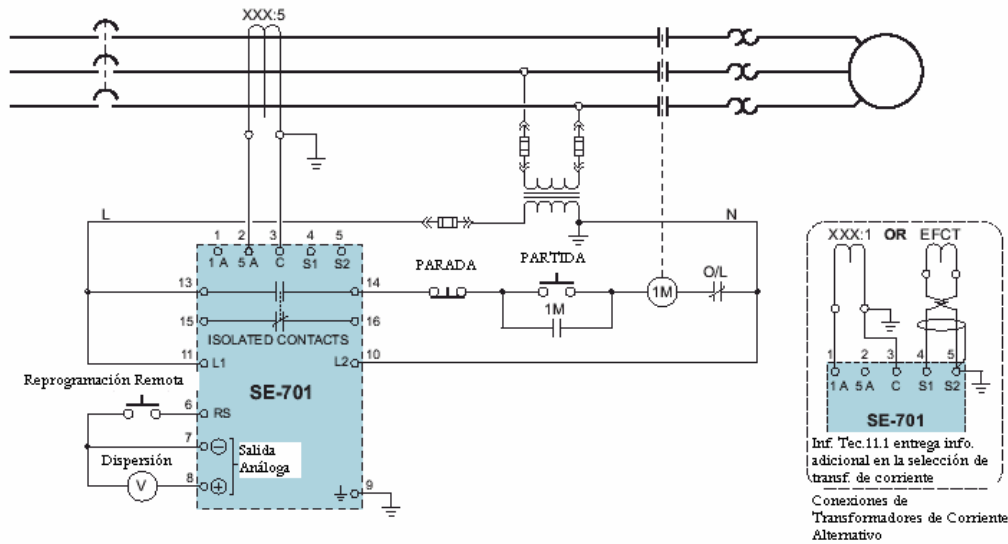 XXX:5
L
N
1 2 3 4 5
1 A 5 A C S1 S2
PARADA
PARTIDA
13
14
1M
1M
O/L
15
16
ISOLATED CONTACTS
11
L1
L2
10
Reprogramación Remota
SE-701
6
RS
7
Salida
Análoga
Dispersión
V
8
9
XXX:1 OR EFCT
1 2 3 4 5
1 A 5 A C S1 S2
SE-701
Inf. Tec.11.1 entrega info.
adicional en la selección de
transf. de corriente
Conexiones de
Transformadores de Corriente
Alternativo